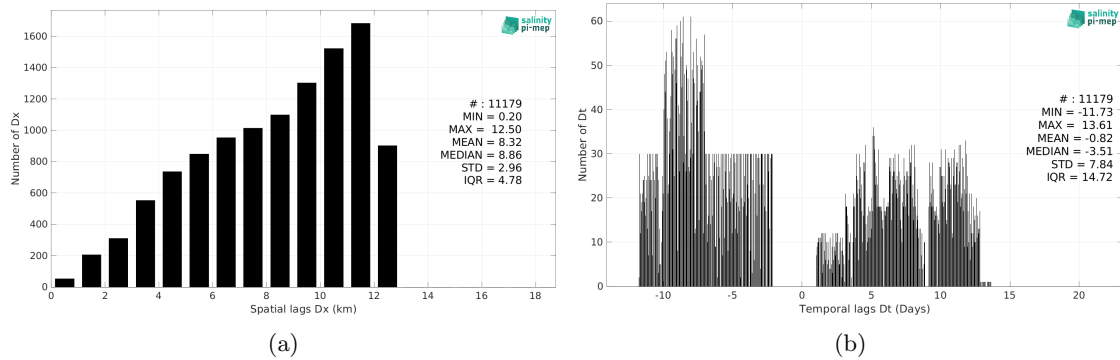 salinity
pi-mep
1600
1400
1200
1000
800
600
400
200
0
Number of Dx
# : 11179
MIN = 0.20
MAX = 12.50
MEAN = 8.32
MEDIAN = 8.86
STD = 2.96
IQR = 4.78
0 2 4 6 8 10 12 14 16 18
Spatial lags Dx (km)
(a)
salinity
pi-mep
60
50
40
30
20
10
0
Number of Dt
# : 11179
MIN = -11.73
MAX = 13.61
MEAN = -0.82
MEDIAN = -3.51
STD = 7.84
IQR = 14.72
-10 -5 0 5 10 15 20
Temporal lags Dt (Days)
(b)